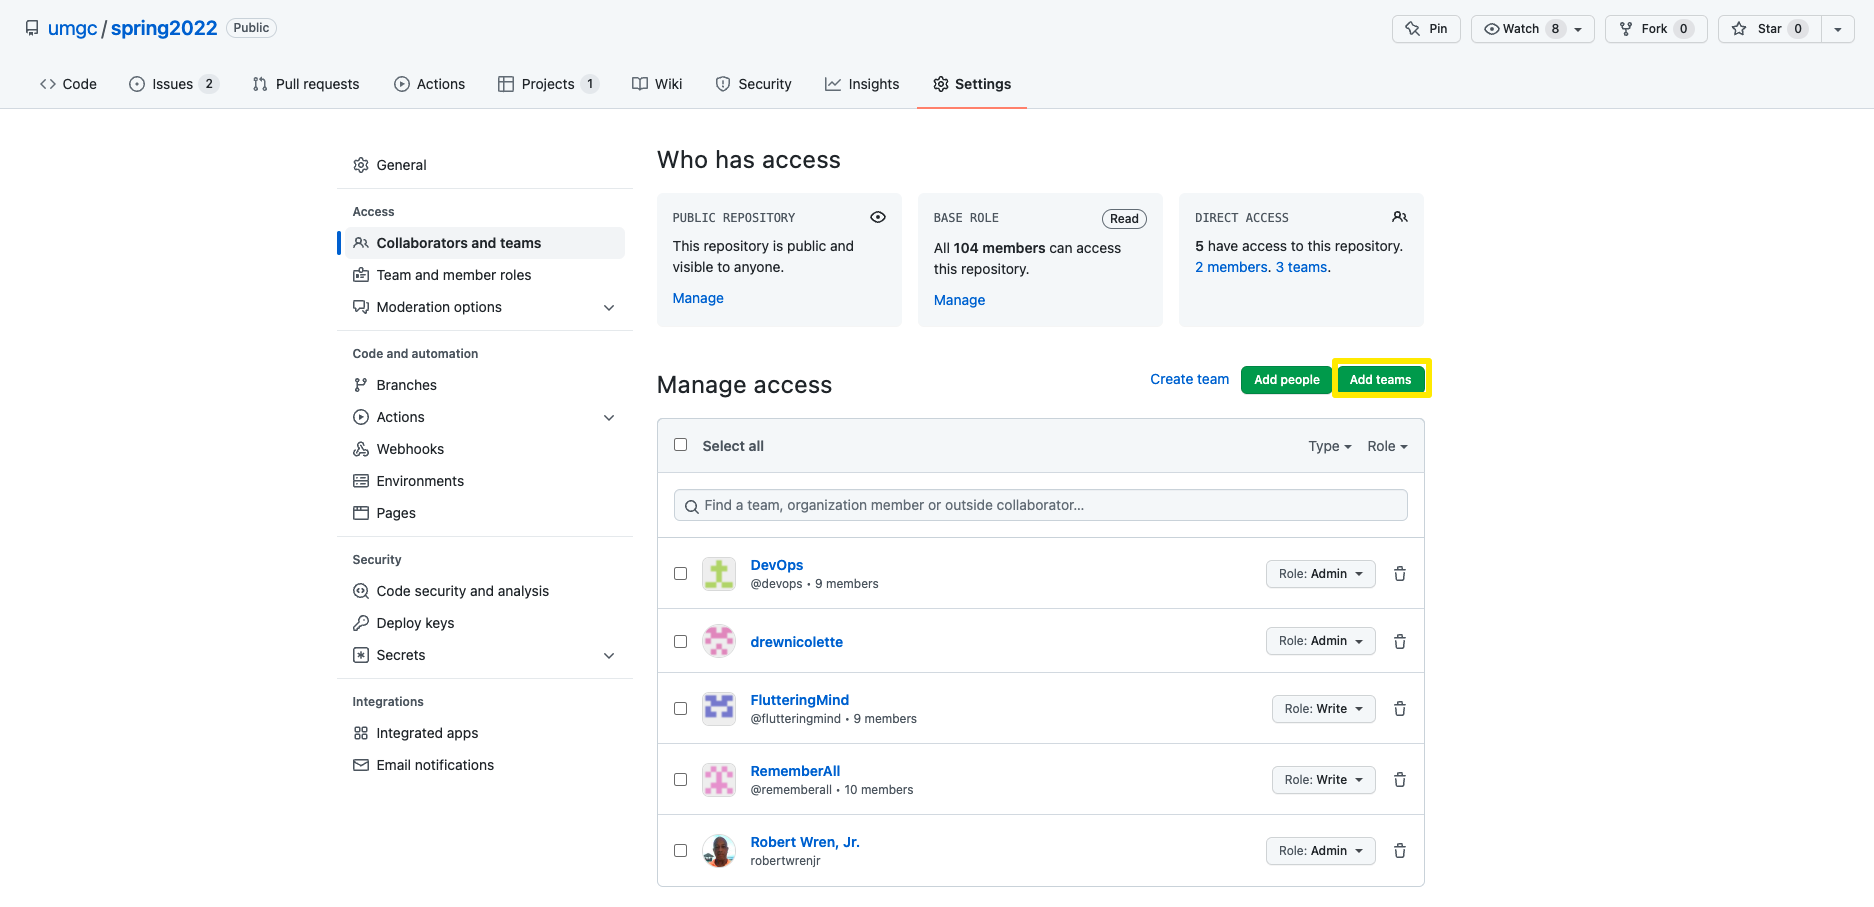 umgc / spring2022 Public
Pin
Watch 8
Fork 0
Star 0
Code
Issues 2
Pull requests
Actions
Projects 1
Wiki
Security
Insights
Settings
General
Access
Collaborators and teams
Team and member roles
Moderation options
Code and automation
Branches
Actions
Webhooks
Environments
Pages
Security
Code security and analysis
Deploy keys
Secrets
Integrations
Integrated apps
Email notifications
Who has access
PUBLIC REPOSITORY
This repository is public and
visible to anyone.
Manage
BASE ROLE
Read
All 104 members can access
this repository.
Manage
DIRECT ACCESS
5 have access to this repository.
2 members. 3 teams.
Manage access
Create team
Add people
Add teams
Select all
Type
Role
Find a team, organization member or outside collaborator...
DevOps
@devops • 9 members
Role: Admin
drewnicolette
Role: Admin
FlutteringMind
@flutteringmind • 9 members
Role: Write
RememberAll
@rememberall • 10 members
Role: Write
Robert Wren, Jr.
robertwrenjr
Role: Admin